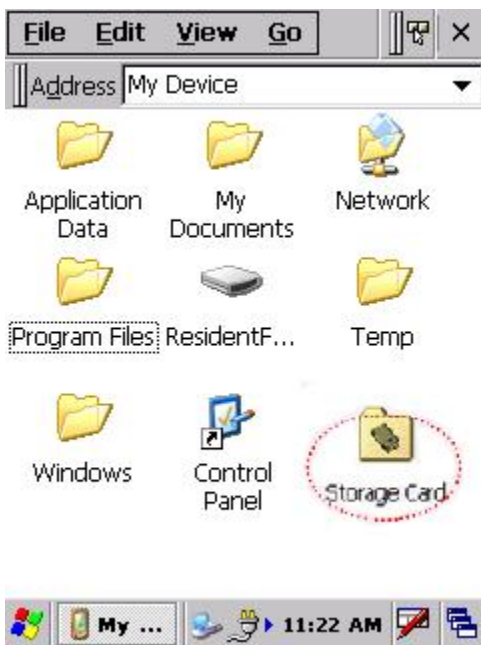 File Edit View Go
Address My Device
Application Data
My Documents
Network
Program Files
ResidentF...
Temp
Windows
Control Panel
Storage Card
My ...
11:22 AM